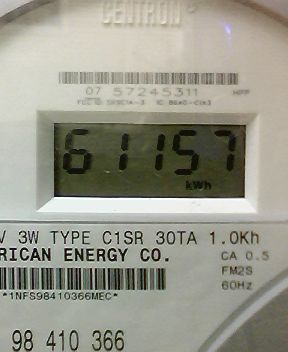 CENTRON
07 57245311
61157
kWh
V 3W TYPE C1SR 30TA 1.0Kh
RICAN ENERGY CO. CA 0.5
FM2S
*1NFS98410366MEC* 60Hz
98 410 366